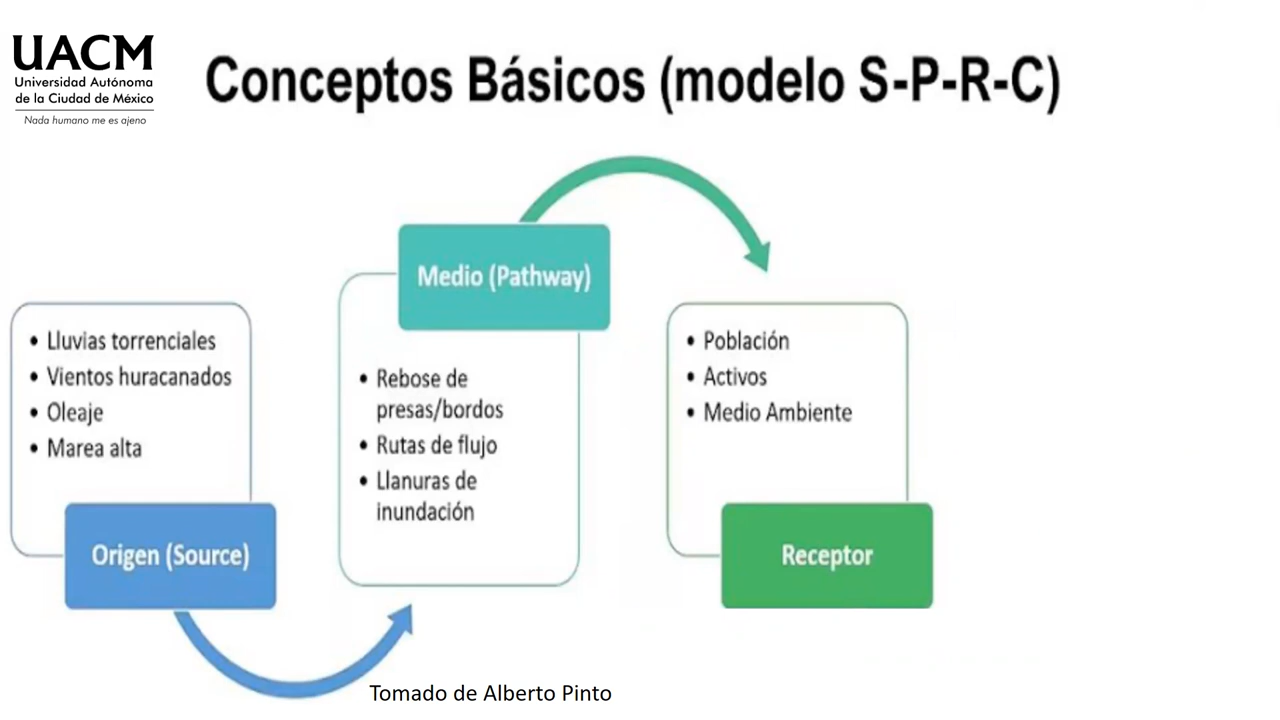 UACM
Universidad Autónoma
de la Ciudad de México
Nada humano me es ajeno
Conceptos Básicos (modelo S-P-R-C)
• Lluvias torrenciales
• Vientos huracanados
• Oleaje
• Marea alta
Origen (Source)
Medio (Pathway)
• Rebose de
presas/bordos
• Rutas de flujo
• Llanuras de
inundación
• Población
• Activos
• Medio Ambiente
Receptor
Tomado de Alberto Pinto